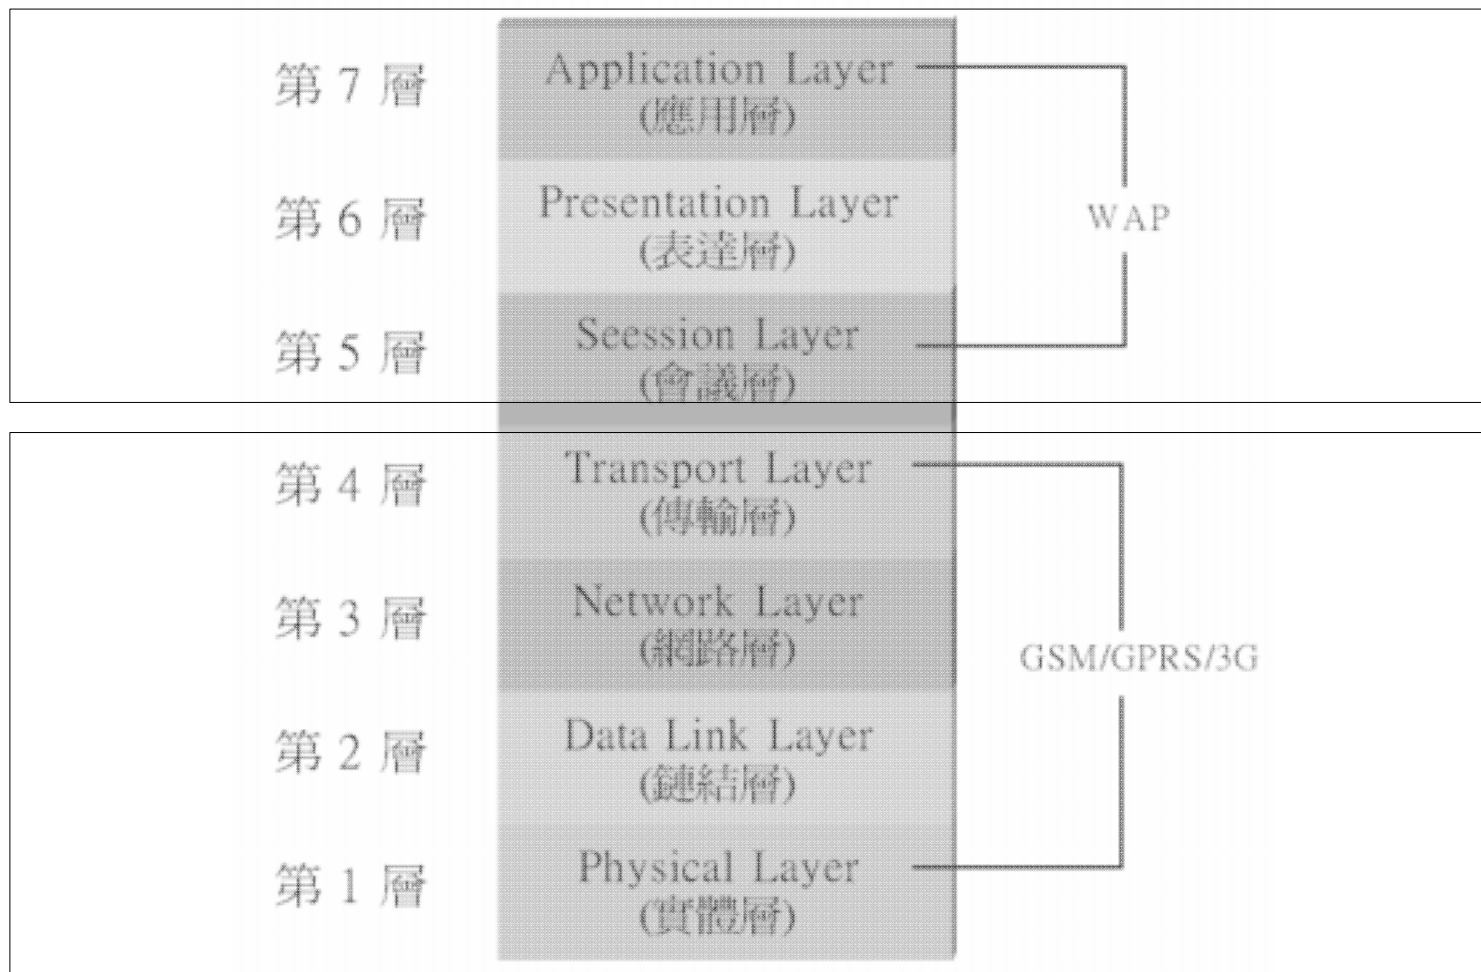 第 7 層
Application Layer
(應用層)
第 6 層
Presentation Layer
(表達層)
WAP
第 5 層
Seession Layer
(會議層)
第 4 層
Transport Layer
(傳輸層)
第 3 層
Network Layer
(網路層)
GSM/GPRS/3G
第 2 層
Data Link Layer
(鏈結層)
第 1 層
Physical Layer
(實體層)